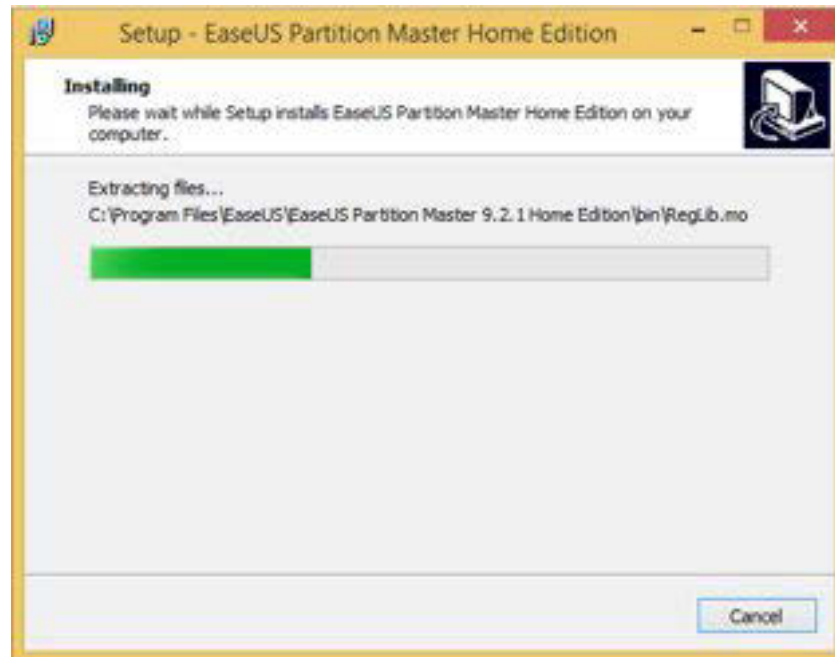 Setup - EaseUS Partition Master Home Edition
Installing
Please wait while Setup installs EaseUS Partition Master Home Edition on your
computer.
Extracting files...
C:\Program Files\EaseUS\EaseUS Partition Master 9.2.1 Home Edition\bin\RegLib.mo
Cancel